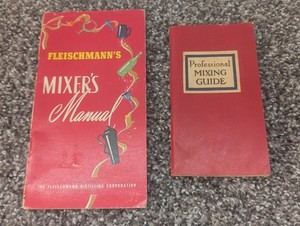 FLEISCHMANN'S
MIXER'S
Manual
THE FLEISCHMANN DISTILLING CORPORATION
Professional
MIXING
GUIDE